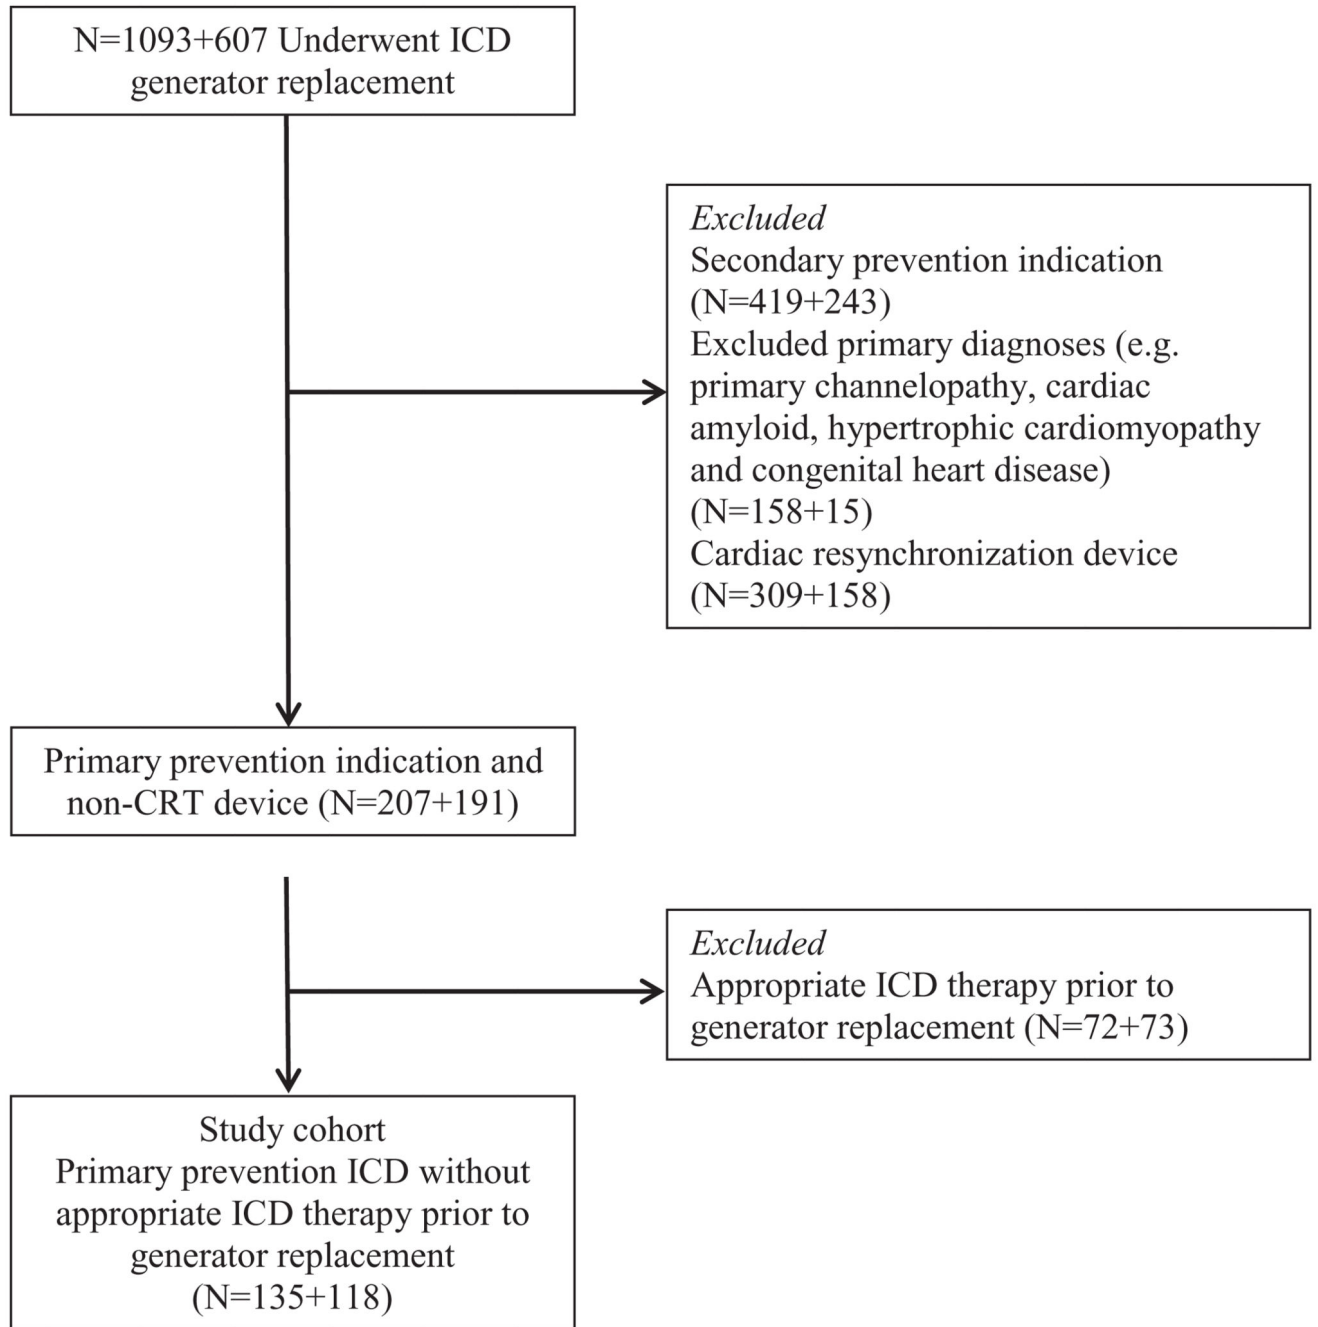 N=1093+607 Underwent ICD
generator replacement
Excluded
Secondary prevention indication
(N=419+243)
Excluded primary diagnoses (e.g.
primary channelopathy, cardiac
amyloid, hypertrophic cardiomyopathy
and congenital heart disease)
(N=158+15)
Cardiac resynchronization device
(N=309+158)
Primary prevention indication and
non-CRT device (N=207+191)
Excluded
Appropriate ICD therapy prior to
generator replacement (N=72+73)
Study cohort
Primary prevention ICD without
appropriate ICD therapy prior to
generator replacement
(N=135+118)